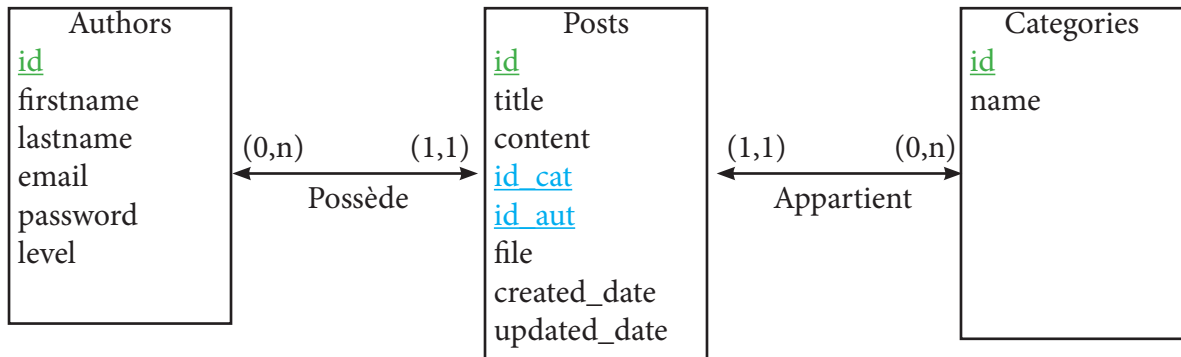 Authors
id
firstname
lastname
email
password
level
(0,n)
(1,1)
Possède
Posts
id
title
content
id_cat
id_aut
file
created_date
updated_date
(1,1)
(0,n)
Appartient
Categories
id
name